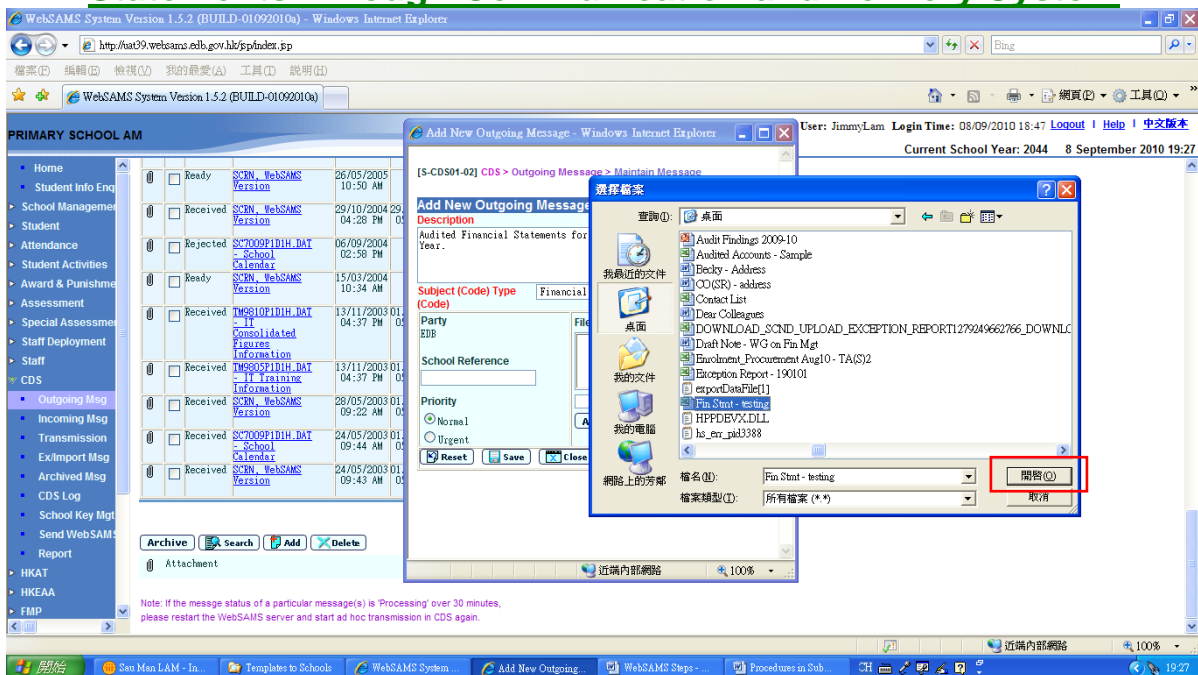 Statements Through Communication and Delivery System
WebSAMS System Version 1.5.2 (BUILD-01092010a) - Windows Internet Explorer
http://uat39.websams.edb.gov.hk/jsp/index.jsp
Bing
檔案(F) 編輯(E) 檢視(V) 我的最愛(A) 工具(T) 說明(H)
WebSAMS System Version 1.5.2 (BUILD-01092010a)
網頁(P)
工具(O)
PRIMARY SCHOOL AM
User: JimmyLam Login Time: 08/09/2010 18:47 Logout | Help | 中文版本
Current School Year: 2044 8 September 2010 19:27
Home
Student Info Enq
School Managemen
Student
Attendance
Student Activities
Award & Punishme
Assessment
Special Assessmen
Staff Deployment
Staff
CDS
Outgoing Msg
Incoming Msg
Transmission
Ex/Import Msg
Archived Msg
CDS Log
School Key Mgt
Send WebSAMS
Report
HKAT
HKEAA
FMP
Ready SCRN, WebSAMS Version 26/05/2005 10:50 AM
Received SCRN, WebSAMS Version 29/10/2004 04:28 PM
Rejected SC7009P1D1H.DAT - School Calendar 06/09/2004 02:58 PM
Ready SCRN, WebSAMS Version 15/03/2004 10:34 AM
Received TM9810P1D1H.DAT - IT Consolidated Figures Information 13/11/2003 04:37 PM
Received TM9805P1D1H.DAT - IT Training Information 13/11/2003 04:37 PM
Received SCRN, WebSAMS Version 28/05/2003 09:22 AM
Received SC7009P1D1H.DAT - School Calendar 24/05/2003 09:44 AM
Received SCRN, WebSAMS Version 24/05/2003 09:43 AM
Archive Search Add Delete
Attachment
Note: If the messge status of a particular message(s) is 'Processing' over 30 minutes,
please restart the WebSAMS server and start ad hoc transmission in CDS again.
Add New Outgoing Message - Windows Internet Explorer
[S-CDS01-02] CDS > Outgoing Message > Maintain Message
Add New Outgoing Message
Description
Audited Financial Statements for
Year.
Subject (Code) Type
(Code)
Financial
Party
EDB
File
School Reference
Priority
Normal
Urgent
A
Reset Save Close
近端內部網路 100%
選擇檔案
查詢(I): 桌面
我最近的文件
桌面
我的文件
我的電腦
網路上的芳鄰
Audit Findings 2009-10
Audited Accounts - Sample
Becky - Address
CO(SR) - address
Contact List
Dear Colleagues
DOWNLOAD_SCND_UPLOAD_EXCEPTION_REPORT1279249662766_DOWNLC
Draft Note - WG on Fin Mgt
Enrolment_Procurement Aug10 - TA(S)2
Exception Report - 190101
exportDataFile[1]
Fin Stmt - testing
HPPDEVX.DLL
hs_err_pid3388
檔名(N): Fin Stmt - testing 開啓(O)
檔案類型(T): 所有檔案 (*.*) 取消
近端內部網路 100%
開始
Sau Man LAM - In...
Templates to Schools
WebSAMS System ...
Add New Outgoing...
WebSAMS Steps - ...
Procedures in Sub...
CH
19:27